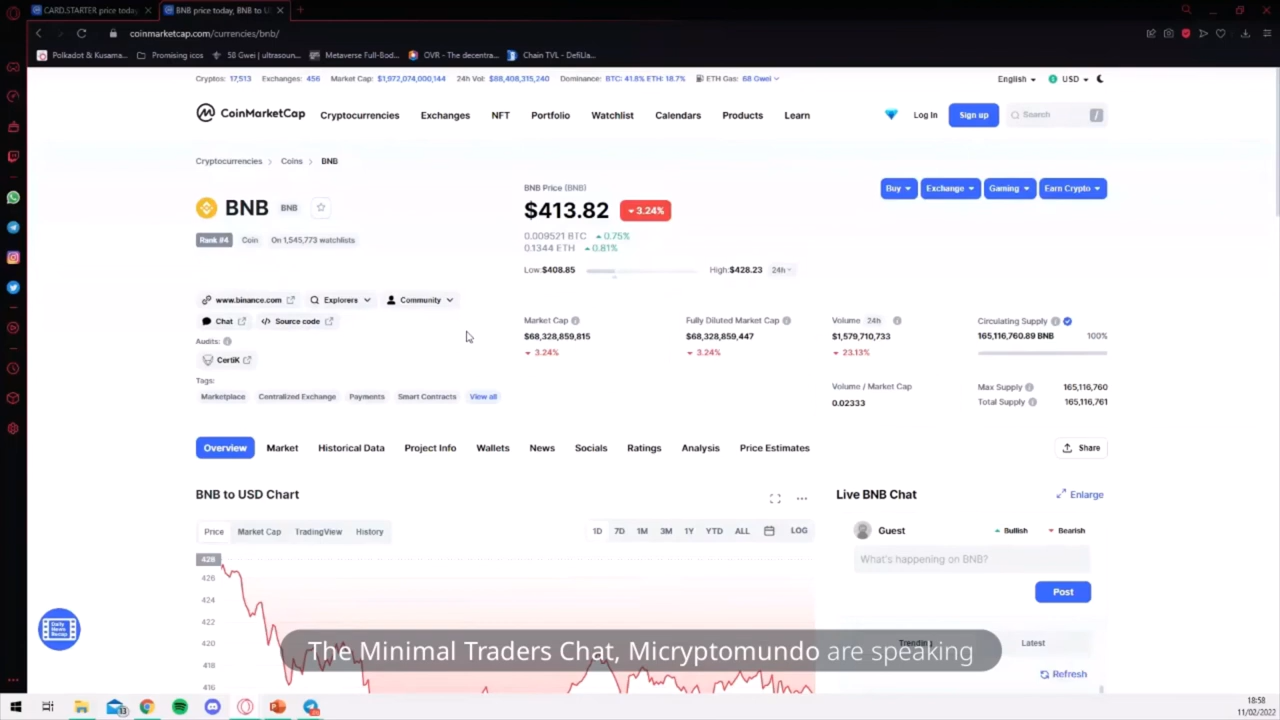 CARD.STARTER price today
BNB price today, BNB to U
coinmarketcap.com/currencies/bnb/
Polkadot & Kusama...
Promising icos
58 Gwei | ultrasoun...
Metaverse Full-Bod...
OVR - The decentra...
Chain TVL - DefiLla...
Cryptos: 17,513 Exchanges: 456 Market Cap: $1,972,074,000,144 24h Vol: $88,408,315,240 Dominance: BTC: 41.8% ETH: 18.7% ETH Gas: 68 Gwei
English USD
CoinMarketCap Cryptocurrencies Exchanges NFT Portfolio Watchlist Calendars Products Learn
Log In Sign up Search /
Cryptocurrencies > Coins > BNB
BNB BNB
Rank #4 Coin On 1,545,773 watchlists
BNB Price (BNB)
$413.82 3.24%
0.009521 BTC 0.75%
0.1344 ETH 0.81%
Low:$408.85 High:$428.23 24h
Buy Exchange Gaming Earn Crypto
www.binance.com Explorers Community
Chat Source code
Audits:
CertiK
Tags:
Marketplace Centralized Exchange Payments Smart Contracts View all
Market Cap
$68,328,859,815
3.24%
Fully Diluted Market Cap
$68,328,859,447
3.24%
Volume 24h
$1,579,710,733
23.13%
Volume / Market Cap
0.02333
Circulating Supply
165,116,760.89 BNB 100%
Max Supply 165,116,760
Total Supply 165,116,761
Overview Market Historical Data Project Info Wallets News Socials Ratings Analysis Price Estimates
Share
BNB to USD Chart
Price Market Cap TradingView History
1D 7D 1M 3M 1Y YTD ALL LOG
428
426
424
422
420
418
416
Live BNB Chat Enlarge
Guest Bullish Bearish
What's happening on BNB?
Post
Trending Latest
Refresh
Daily News Recap
The Minimal Traders Chat, Micryptomundo are speaking
13
18:58
11/02/2022